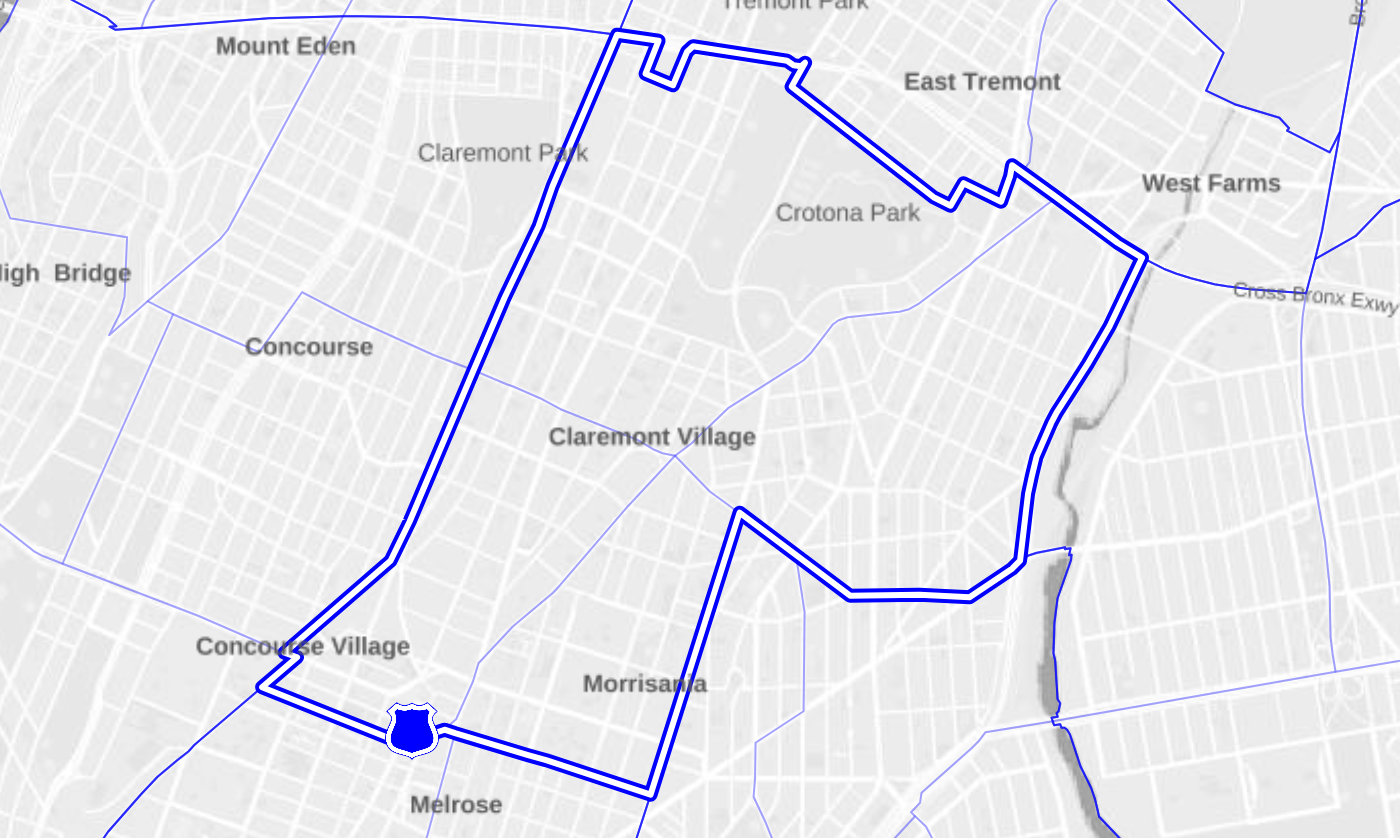 Tremont Park
Mount Eden
East Tremont
Claremont Park
West Farms
Crotona Park
High Bridge
Cross Bronx Exwy
Concourse
Claremont Village
Concourse Village
Morrisania
Melrose